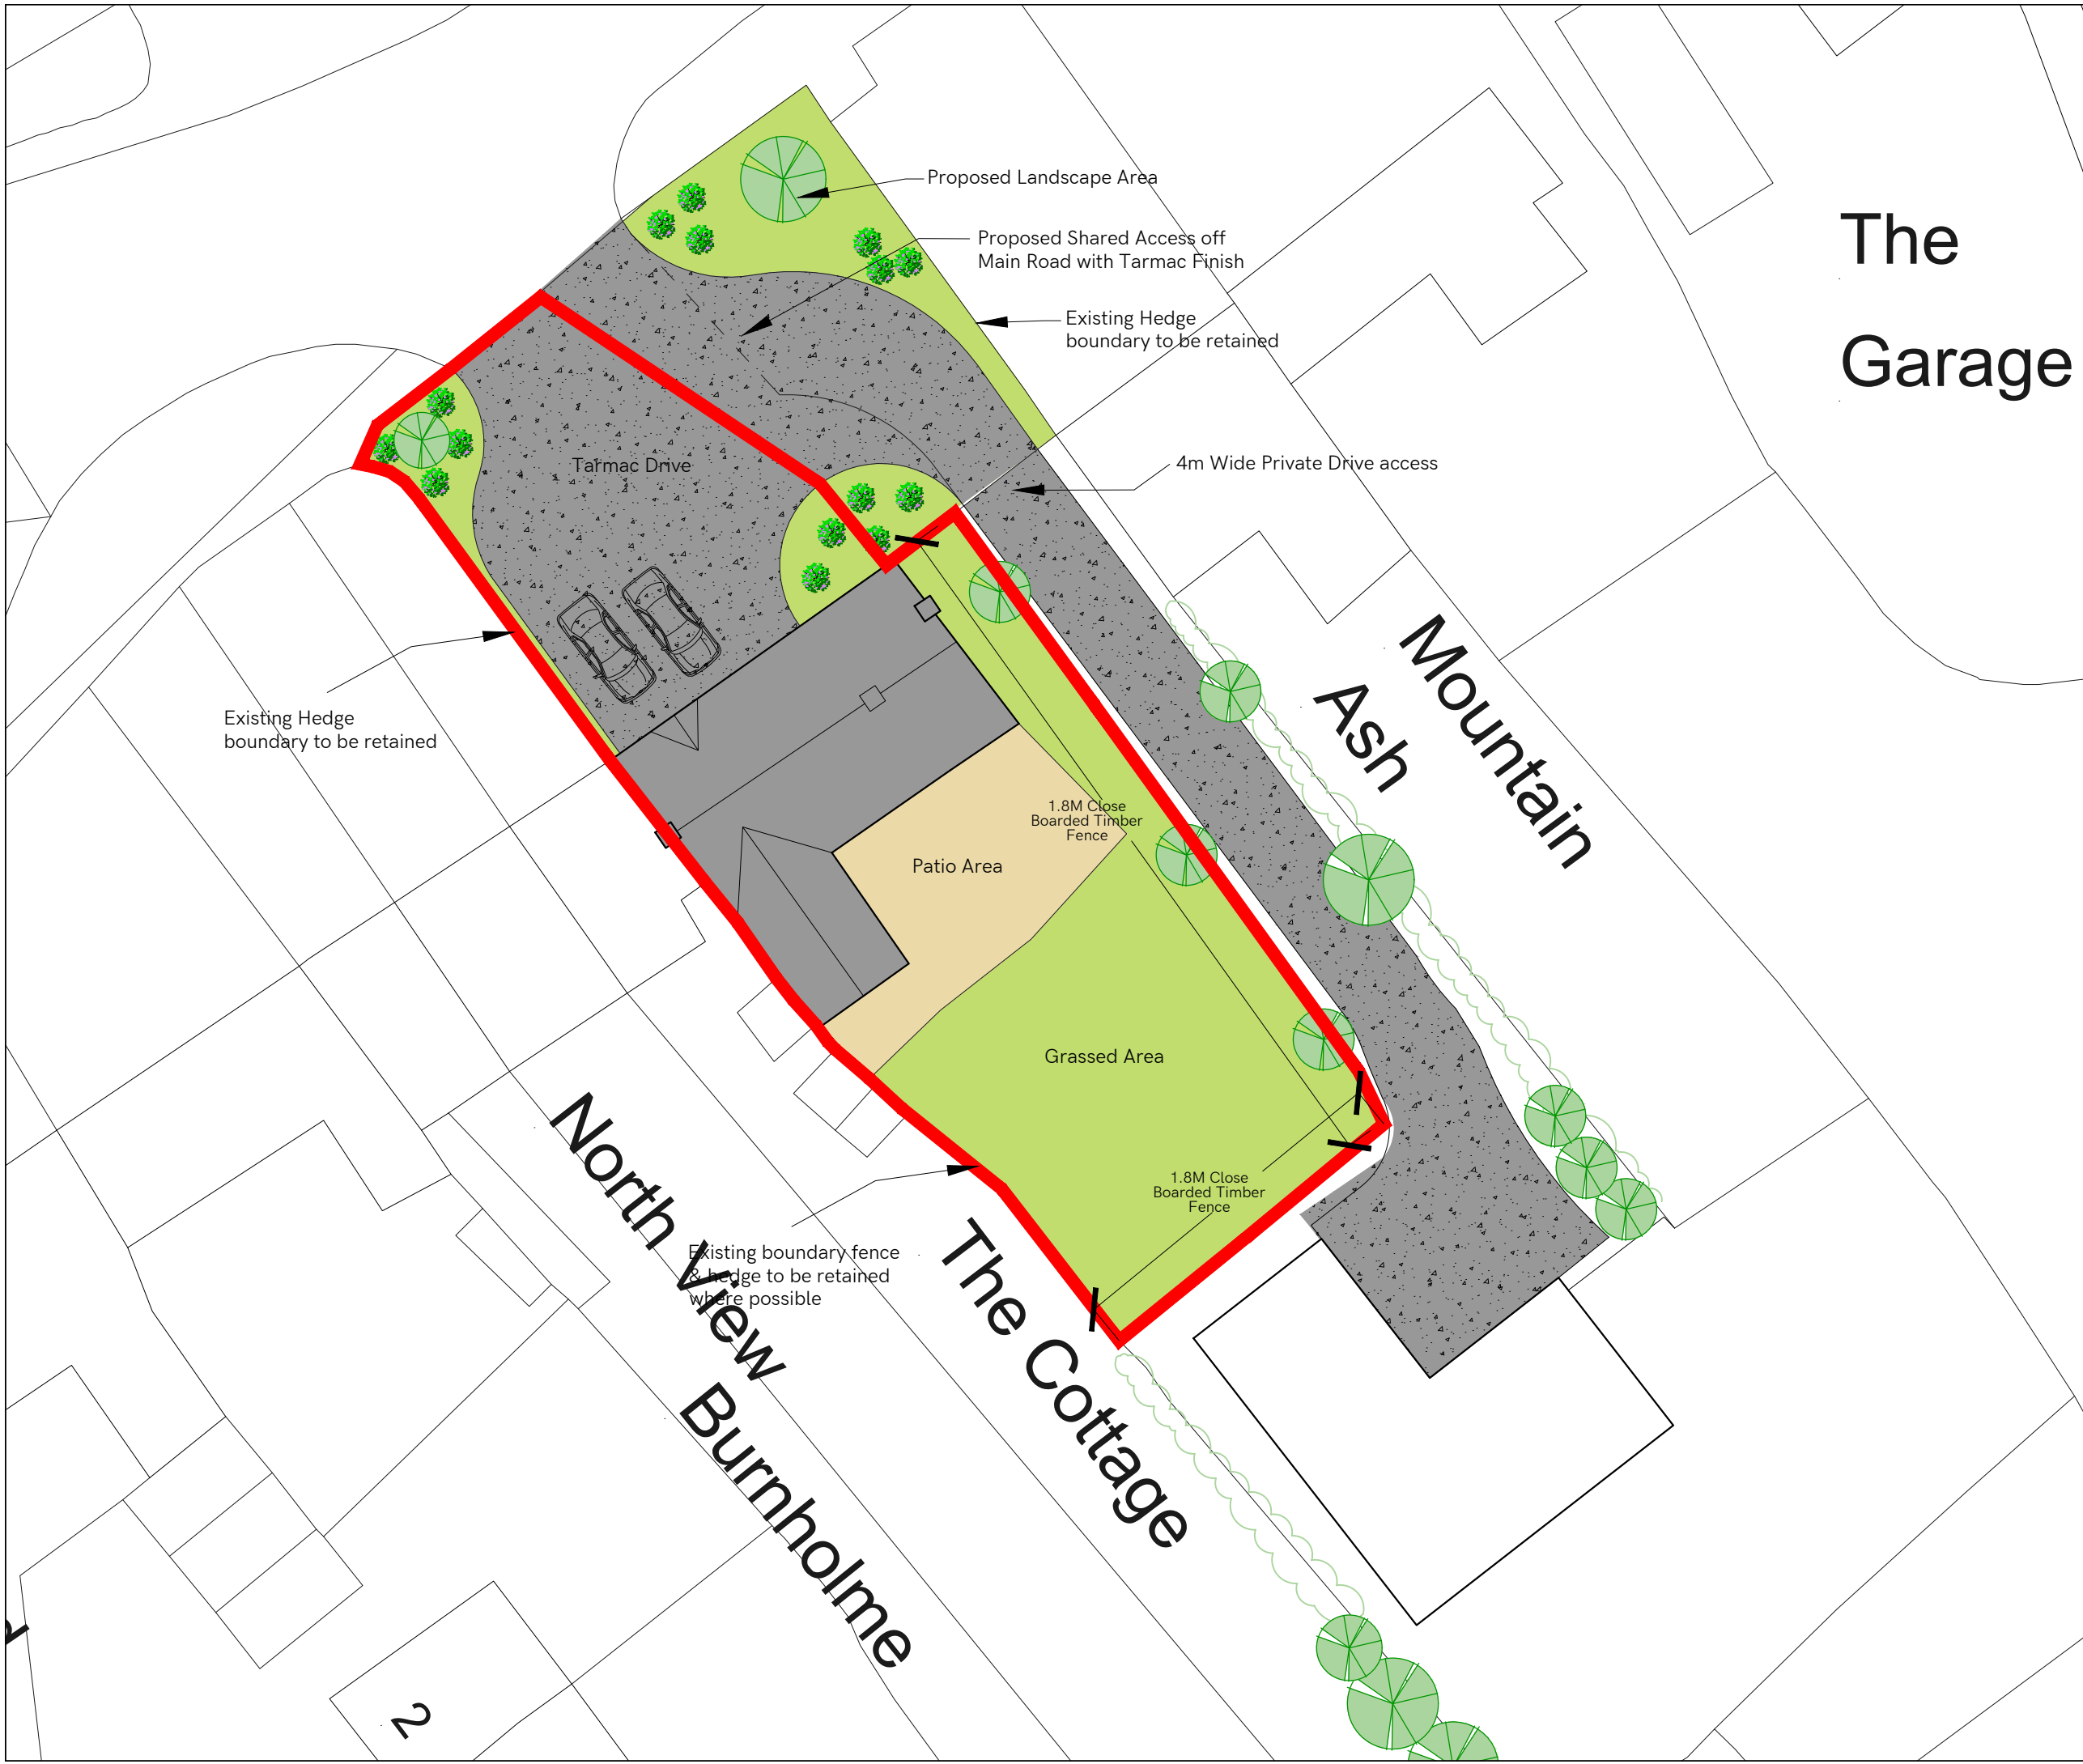 Proposed Landscape Area
Proposed Shared Access off
Main Road with Tarmac Finish
The
Garage
Existing Hedge
boundary to be retained
Tarmac Drive
4m Wide Private Drive access
Mountain
Ash
Existing Hedge
boundary to be retained
1.8M Close
Boarded Timber
Fence
Patio Area
Grassed Area
1.8M Close
Boarded Timber
Fence
North View
Existing boundary fence
& hedge to be retained
where possible
The Cottage
Burnholme
2